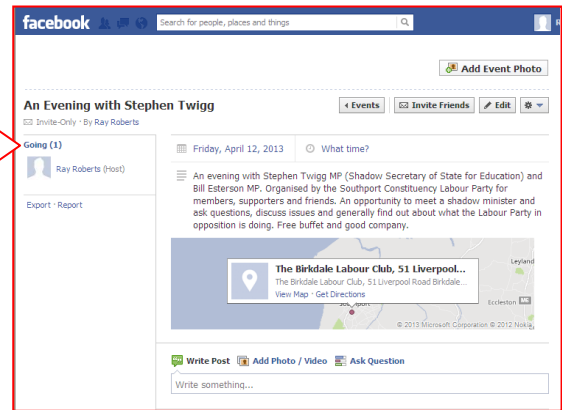 facebook Search for people, places and things R
Add Event Photo
An Evening with Stephen Twigg
Events Invite Friends Edit
Invite-Only · By Ray Roberts
Going (1)
Ray Roberts (Host)
Export · Report
Friday, April 12, 2013 What time?
An evening with Stephen Twigg MP (Shadow Secretary of State for Education) and
Bill Esterson MP. Organised by the Southport Constituency Labour Party for
members, supporters and friends. An opportunity to meet a shadow minister and
ask questions, discuss issues and generally find out about what the Labour Party in
opposition is doing. Free buffet and good company.
Leyland
The Birkdale Labour Club, 51 Liverpool...
The Birkdale Labour Club, 51 Liverpool Road Birkdale...
View Map · Get Directions
Eccleston M6
© 2013 Microsoft Corporation © 2012 Nokia
Write Post Add Photo / Video Ask Question
Write something...